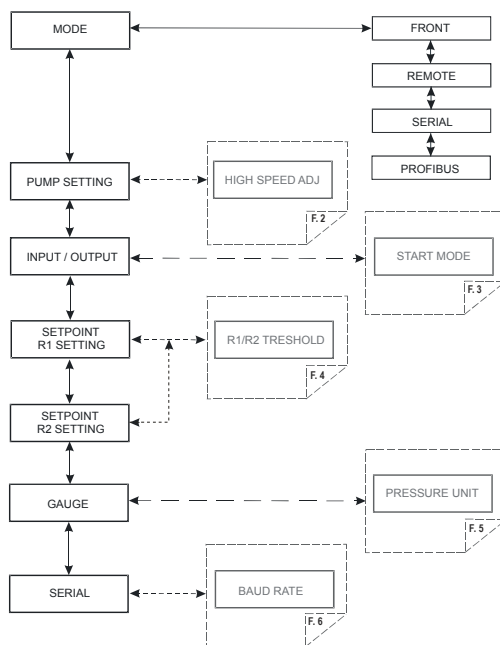 MODE
FRONT
REMOTE
SERIAL
PROFIBUS
PUMP SETTING
HIGH SPEED ADJ
F. 2
INPUT / OUTPUT
START MODE
F. 3
SETPOINT
R1 SETTING
R1/R2 TRESHOLD
F. 4
SETPOINT
R2 SETTING
GAUGE
PRESSURE UNIT
F. 5
SERIAL
BAUD RATE
F. 6